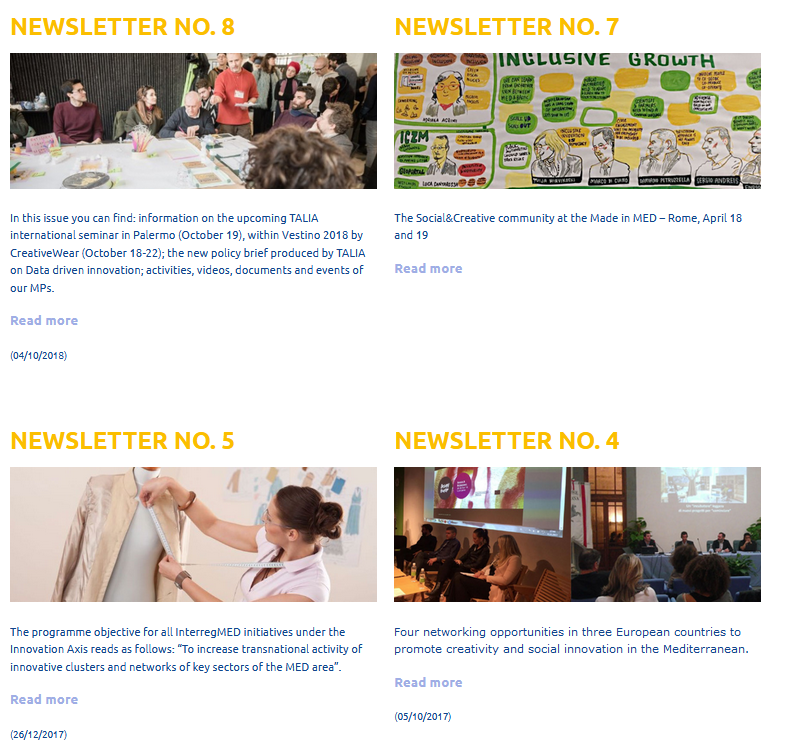 NEWSLETTER NO. 8
In this issue you can find: information on the upcoming TALIA
international seminar in Palermo (October 19), within Vestino 2018 by
CreativeWear (October 18-22); the new policy brief produced by TALIA
on Data driven innovation; activities, videos, documents and events of
our MPs.
Read more
(04/10/2018)
NEWSLETTER NO. 7
INCLUSIVE GROWTH
ICZM
MARCO DI CIANO
SERGIO ANDREIS
The Social&Creative community at the Made in MED – Rome, April 18
and 19
Read more
NEWSLETTER NO. 5
The programme objective for all InterregMED initiatives under the
Innovation Axis reads as follows: “To increase transnational activity of
innovative clusters and networks of key sectors of the MED area”.
Read more
(26/12/2017)
NEWSLETTER NO. 4
Four networking opportunities in three European countries to
promote creativity and social innovation in the Mediterranean.
Read more
(05/10/2017)